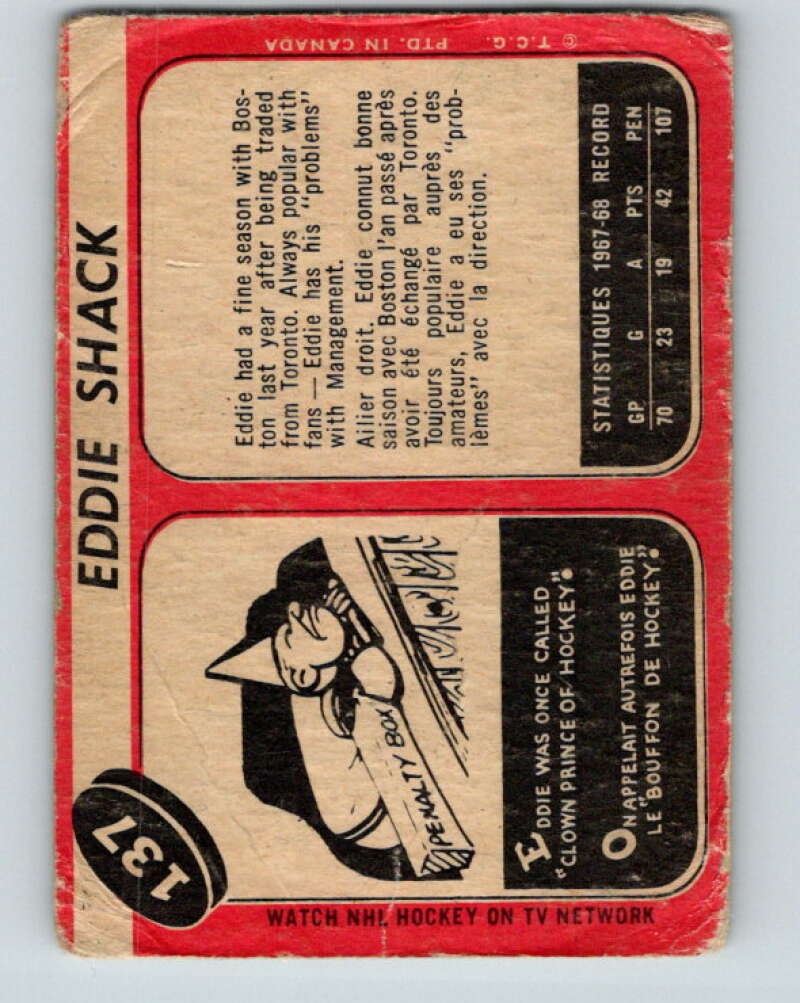 137
EDDIE SHACK
PENALTY BOX
EDDIE WAS ONCE CALLED
"CLOWN PRINCE OF HOCKEY".
ON APPELAIT AUTREFOIS EDDIE
LE "BOUFFON DE HOCKEY."
WATCH NHL HOCKEY ON TV NETWORK
Eddie had a fine season with Bos-
ton last year after being traded
from Toronto. Always popular with
fans — Eddie has his "problems"
with Management.
Ailier droit. Eddie connut bonne
saison avec Boston l'an passé après
avoir été échangé par Toronto.
Toujours populaire auprès des
amateurs, Eddie a eu ses "prob-
lèmes" avec la direction.
STATISTIQUES 1967-68 RECORD
GP G A PTS PEN
70 23 19 42 107
© T.C.G. PTD. IN CANADA